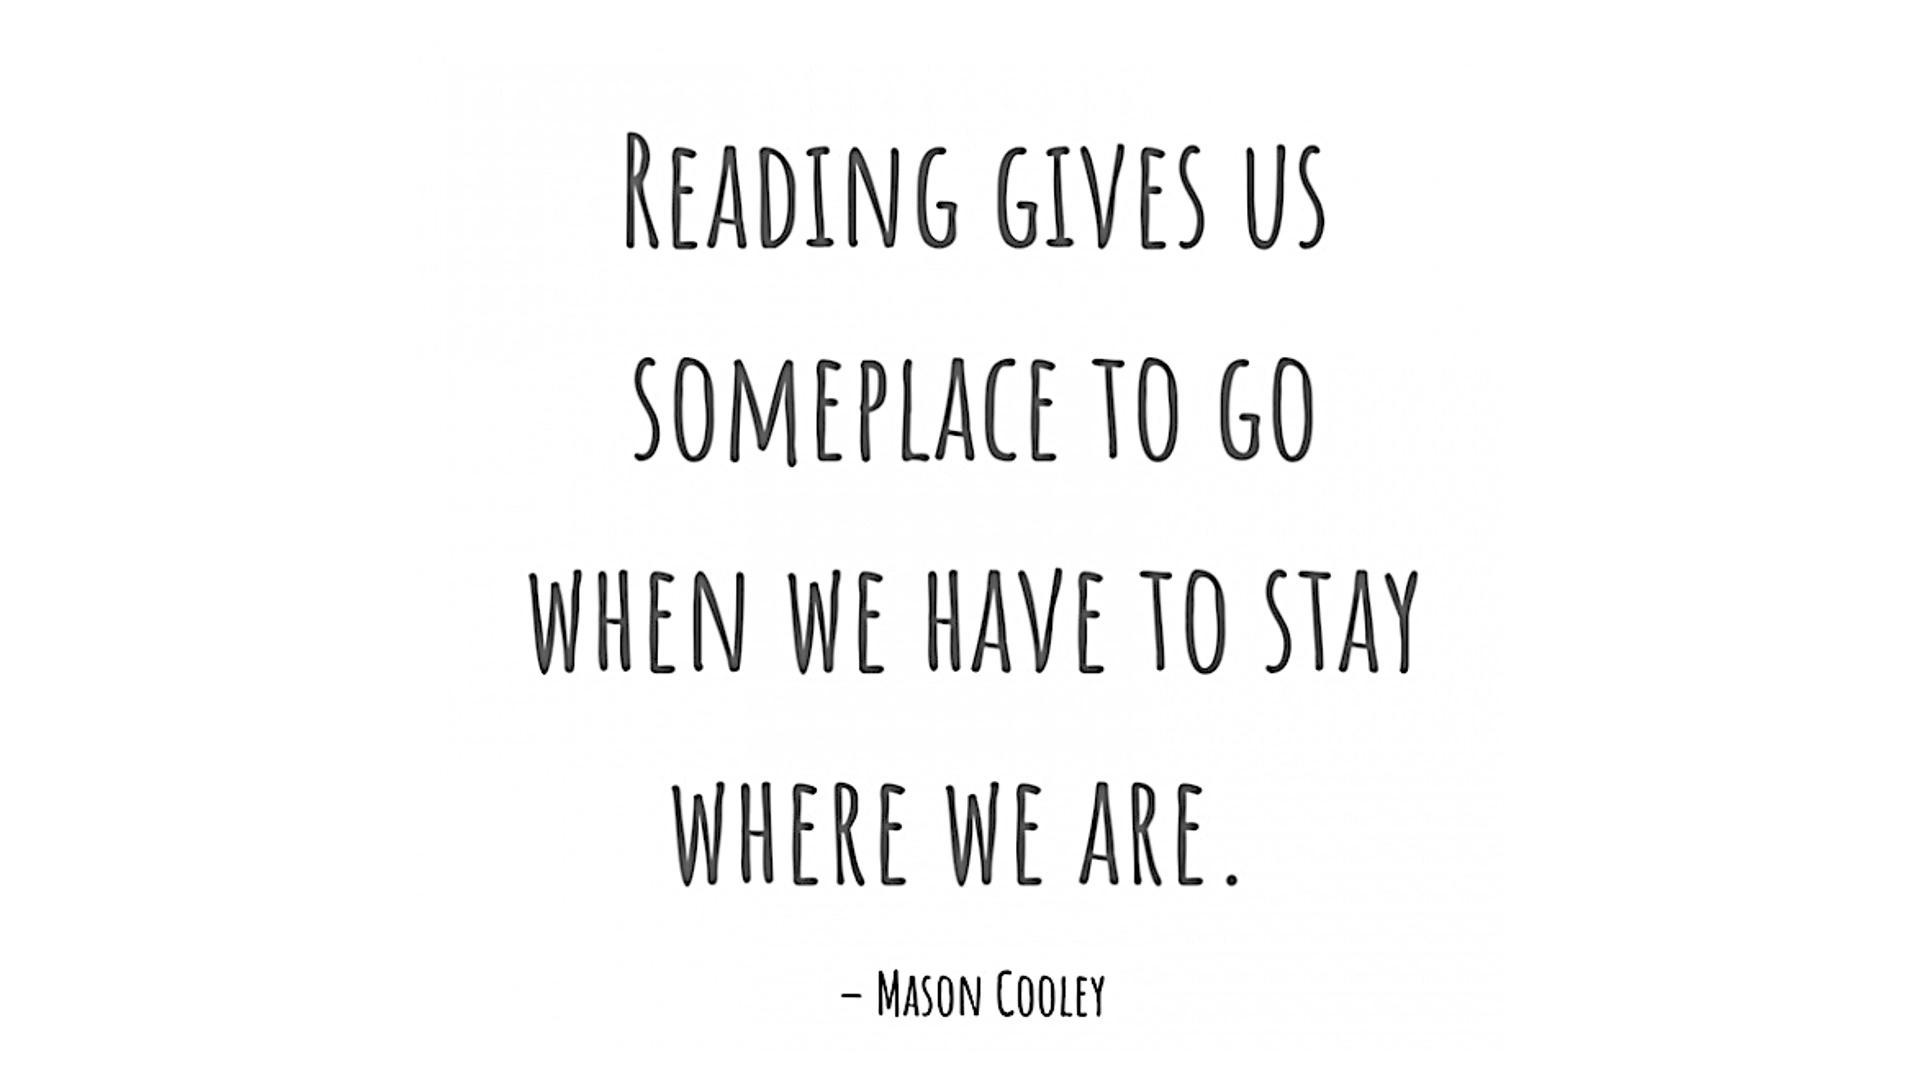 Reading gives us
someplace to go
when we have to stay
where we are.
– Mason Cooley